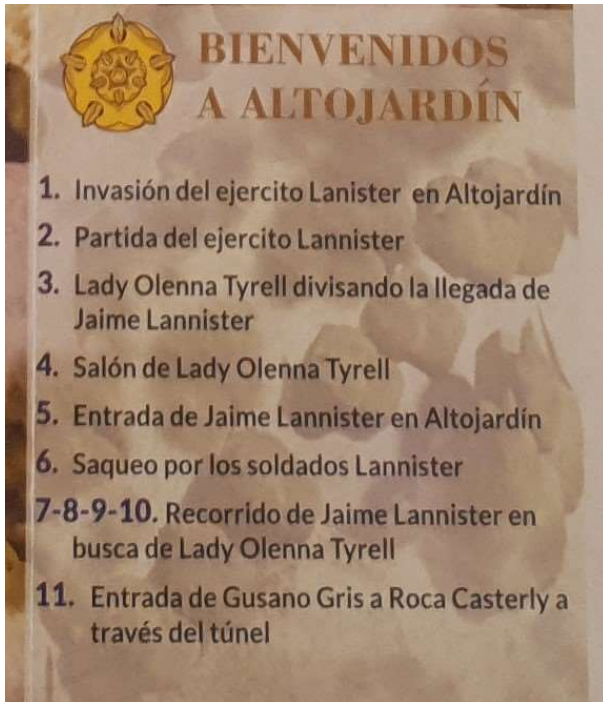 BIENVENIDOS
A ALTOJARDÍN
1. Invasión del ejercito Lanister en Altojardín
2. Partida del ejercito Lannister
3. Lady Olenna Tyrell divisando la llegada de
Jaime Lannister
4. Salón de Lady Olenna Tyrell
5. Entrada de Jaime Lannister en Altojardín
6. Saqueo por los soldados Lannister
7-8-9-10. Recorrido de Jaime Lannister en
busca de Lady Olenna Tyrell
11. Entrada de Gusano Gris a Roca Casterly a
través del túnel